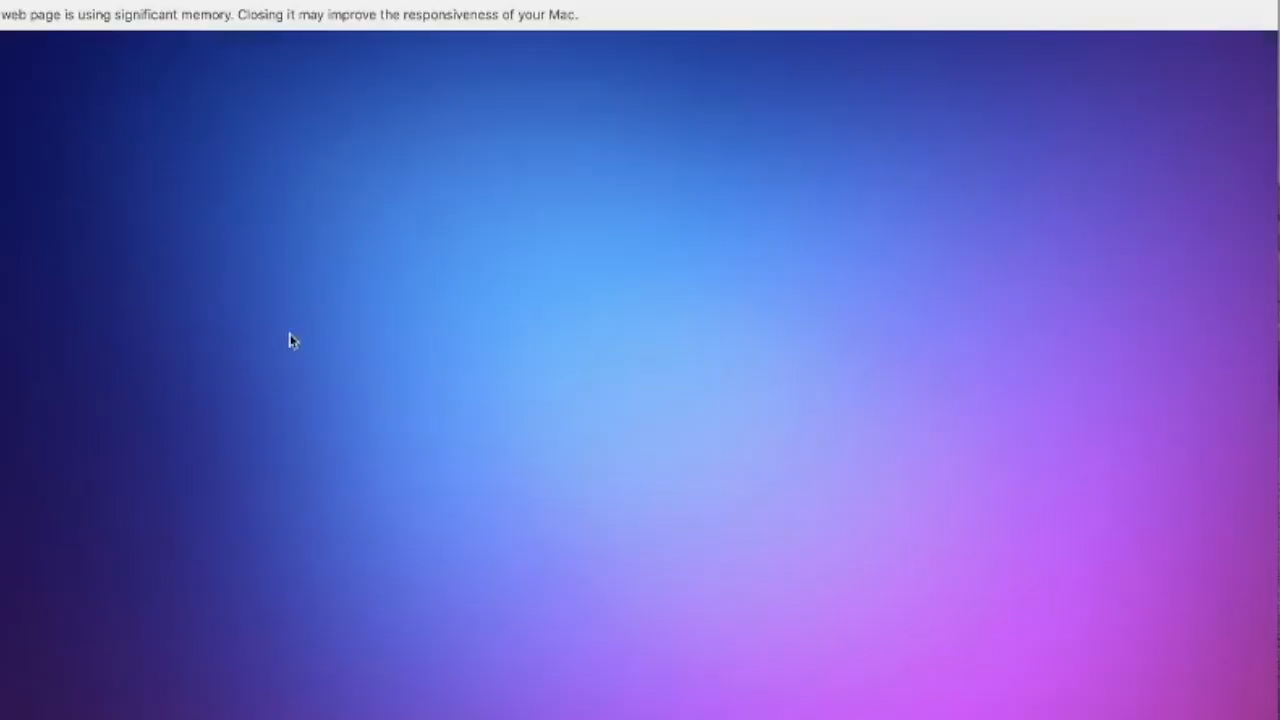 web page is using significant memory. Closing it may improve the responsiveness of your Mac.